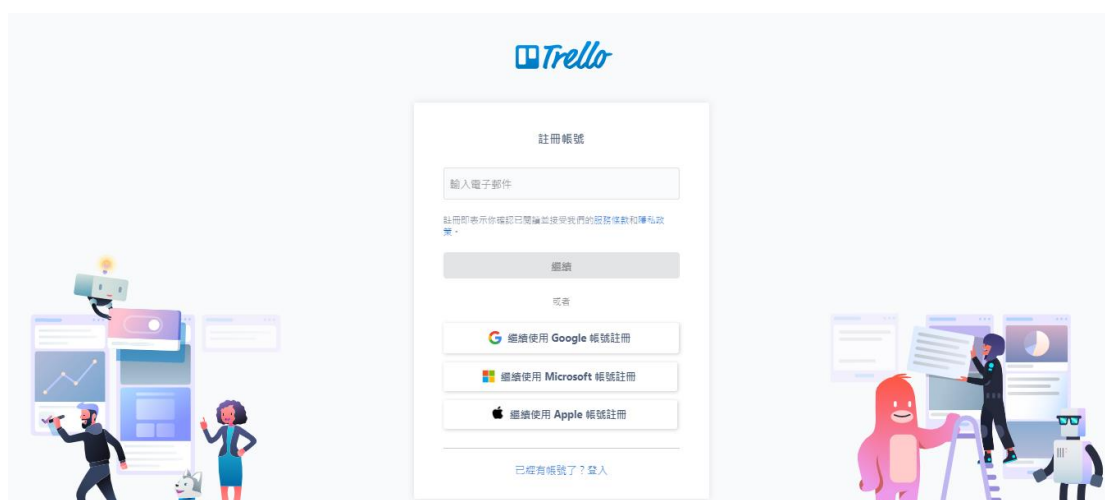 Trello
註冊帳號
輸入電子郵件
註冊即表示你確認已閱讀並接受我們的服務條款和隱私政
策。
繼續
或者
繼續使用 Google 帳號註冊
繼續使用 Microsoft 帳號註冊
繼續使用 Apple 帳號註冊
已經有帳號了？登入